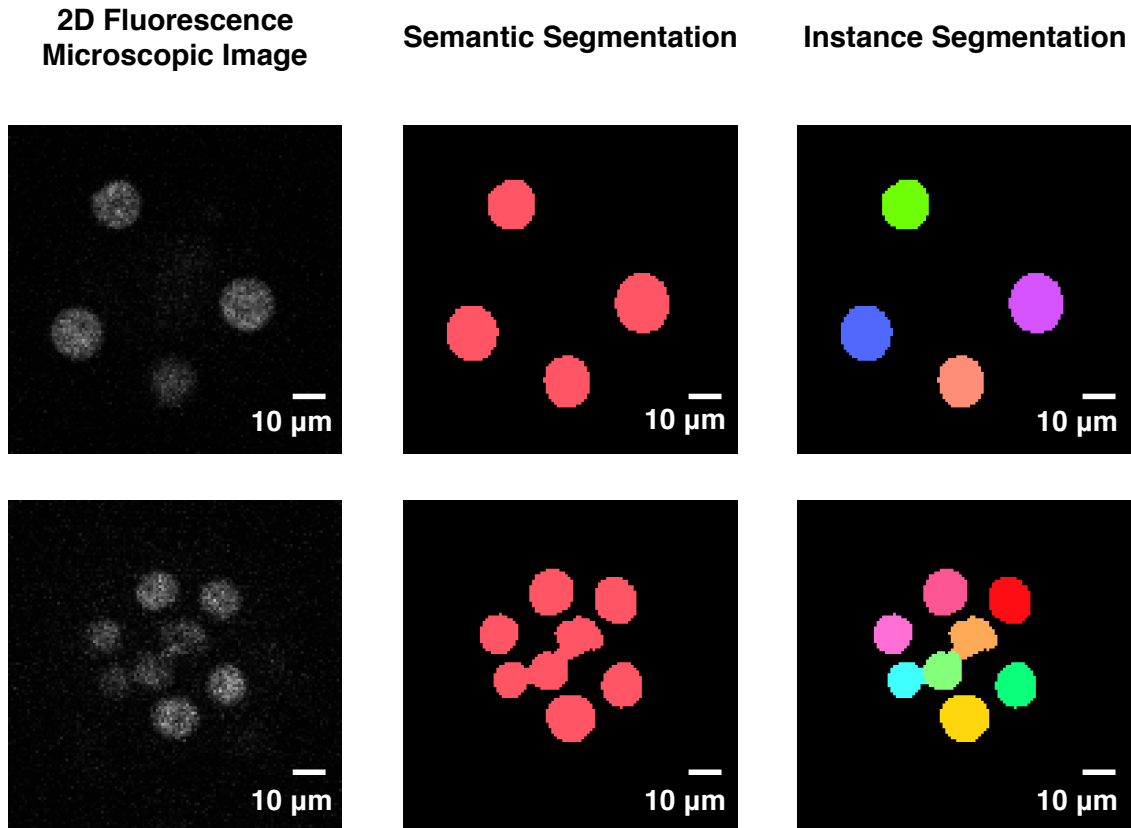 2D Fluorescence
Microscopic Image
Semantic Segmentation
Instance Segmentation
10 µm
10 µm
10 µm
10 µm
10 µm
10 µm